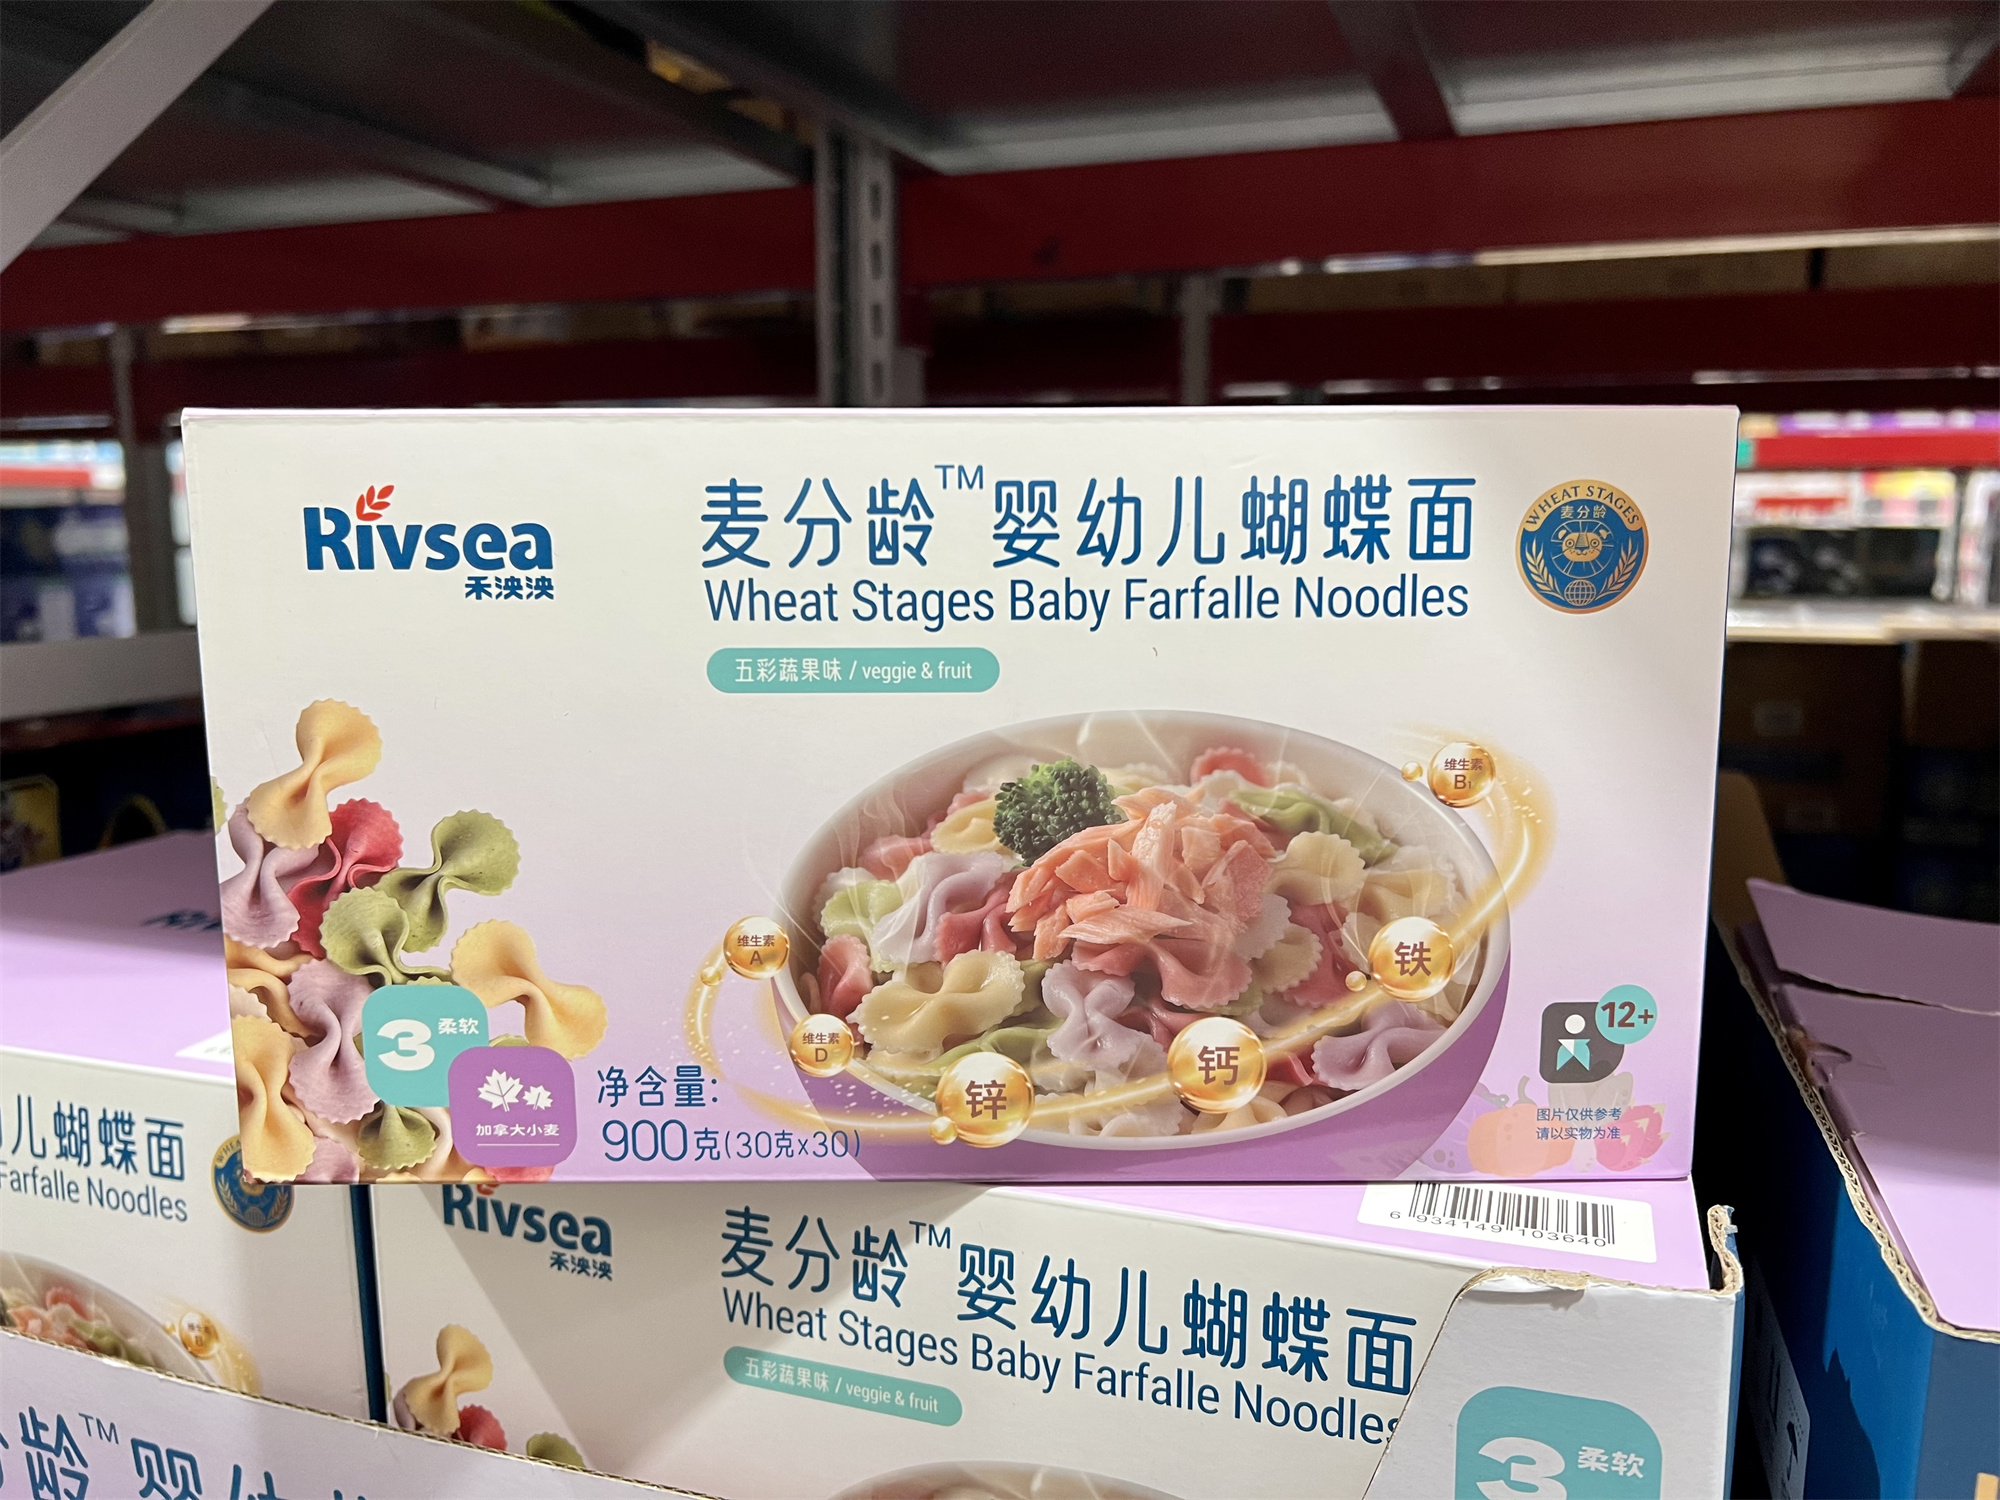 Rivsea
禾泱泱
麦分龄™婴幼儿蝴蝶面
Wheat Stages Baby Farfalle Noodles
五彩蔬果味 / veggie & fruit
WHEAT STAGES
麦分龄
维生素
B1
维生素
A
维生素
D
铁
钙
锌
3 柔软
加拿大小麦
净含量:
900克(30克x30)
12+
图片仅供参考
请以实物为准
儿蝴蝶面
Farfalle Noodles
Rivsea
禾泱泱
麦分龄™婴幼儿蝴蝶面
Wheat Stages Baby Farfalle Noodles
五彩蔬果味 / veggie & fruit
6 934149 103640
3 柔软
龄™婴幼